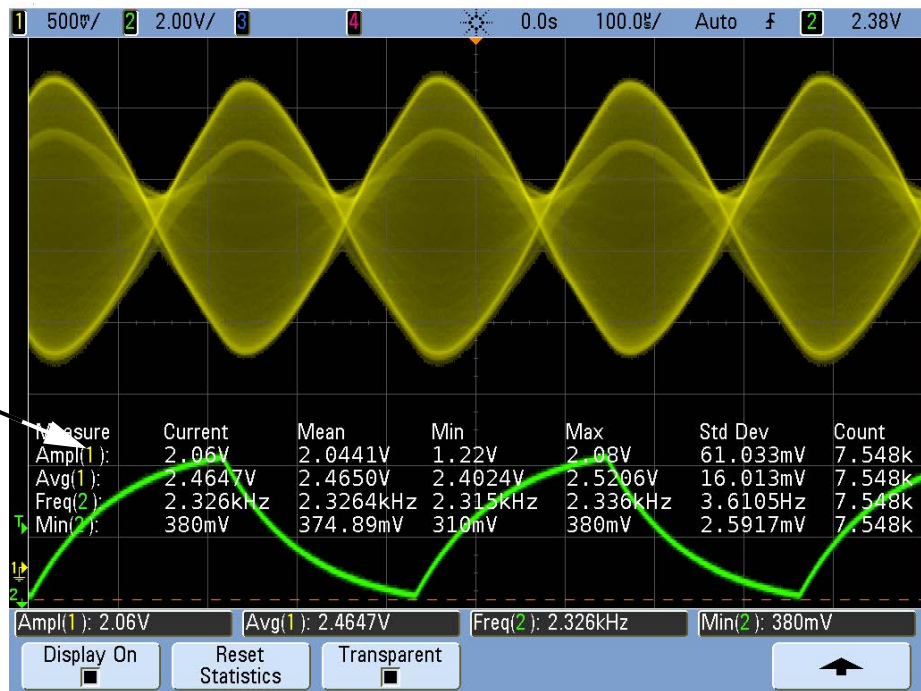 1 500mV/ 2 2.00V/ 3 4 0.0s 100.0µs/ Auto 2 2.38V
Measure Current Mean Min Max Std Dev Count
Ampl(1): 2.06V 2.0441V 1.22V 2.08V 61.033mV 7.548k
Avg(1): 2.4647V 2.4650V 2.4024V 2.5206V 16.013mV 7.548k
Freq(2): 2.326kHz 2.3264kHz 2.315kHz 2.336kHz 3.6105Hz 7.548k
Min(2): 380mV 374.89mV 310mV 380mV 2.5917mV 7.548k
T
1
2
Ampl(1): 2.06V Avg(1): 2.4647V Freq(2): 2.326kHz Min(2): 380mV
Display On Reset Statistics Transparent